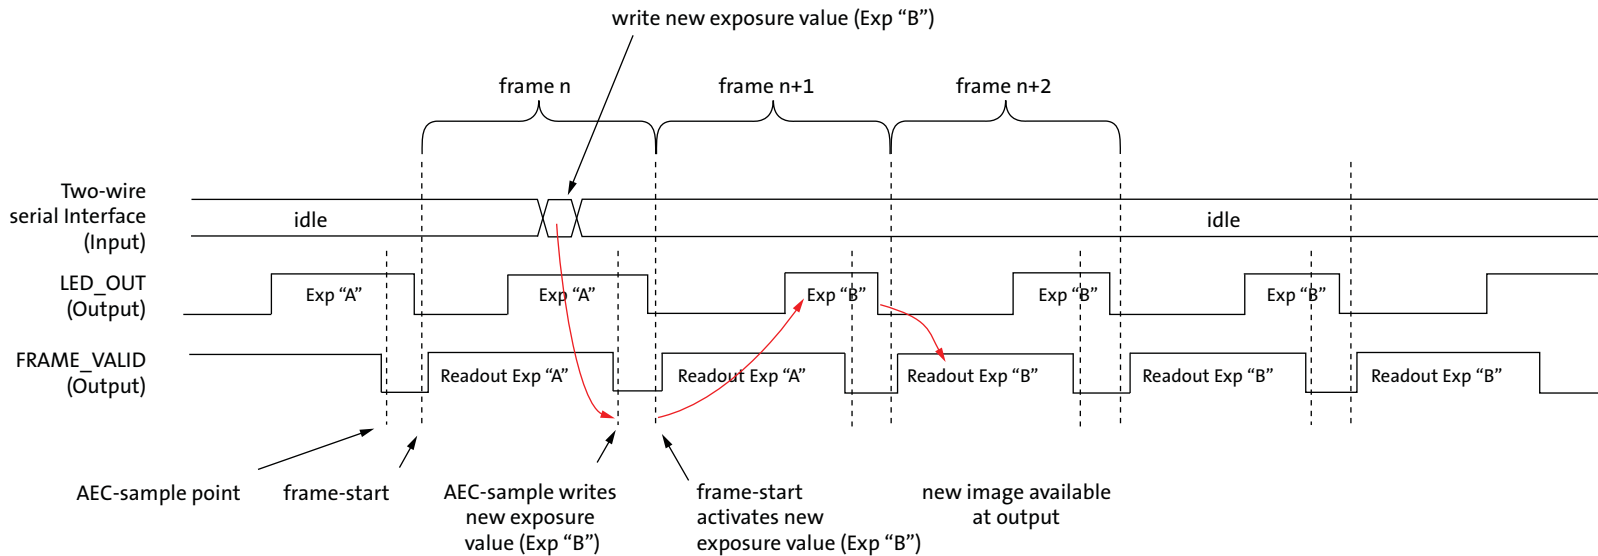 write new exposure value (Exp “B”)
frame n
frame n+1
frame n+2
Two-wire
serial Interface
(Input)
idle
idle
LED_OUT
(Output)
Exp “A”
Exp “A”
Exp “B”
Exp “B”
Exp “B”
FRAME_VALID
(Output)
Readout Exp “A”
Readout Exp “A”
Readout Exp “B”
Readout Exp “B”
Readout Exp “B”
AEC-sample point
frame-start
AEC-sample writes
new exposure
value (Exp “B”)
frame-start
activates new
exposure value (Exp “B”)
new image available
at output